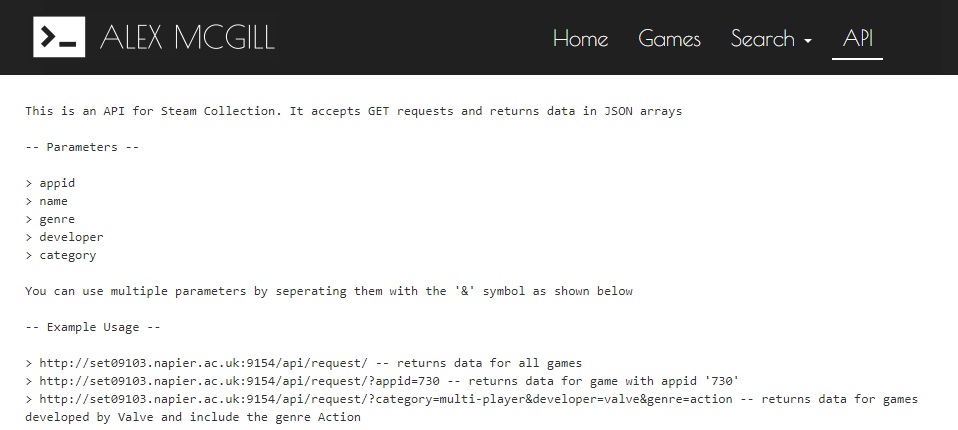 ALEX MCGILL
Home Games Search API
This is an API for Steam Collection. It accepts GET requests and returns data in JSON arrays
-- Parameters --
> appid
> name
> genre
> developer
> category
You can use multiple parameters by seperating them with the '&' symbol as shown below
-- Example Usage --
> http://set09103.napier.ac.uk:9154/api/request/ -- returns data for all games
> http://set09103.napier.ac.uk:9154/api/request/?appid=730 -- returns data for game with appid '730'
> http://set09103.napier.ac.uk:9154/api/request/?category=multi-player&developer=valve&genre=action -- returns data for games
developed by Valve and include the genre Action